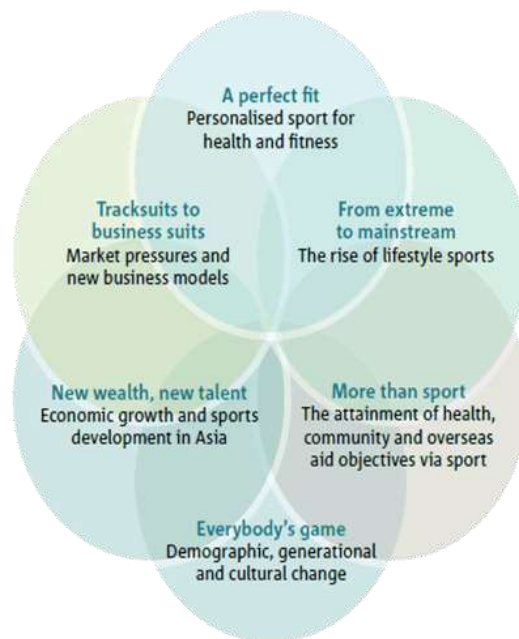 A perfect fit
Personalised sport for
health and fitness
Tracksuits to
business suits
Market pressures and
new business models
From extreme
to mainstream
The rise of lifestyle sports
New wealth, new talent
Economic growth and sports
development in Asia
More than sport
The attainment of health,
community and overseas
aid objectives via sport
Everybody's game
Demographic, generational
and cultural change